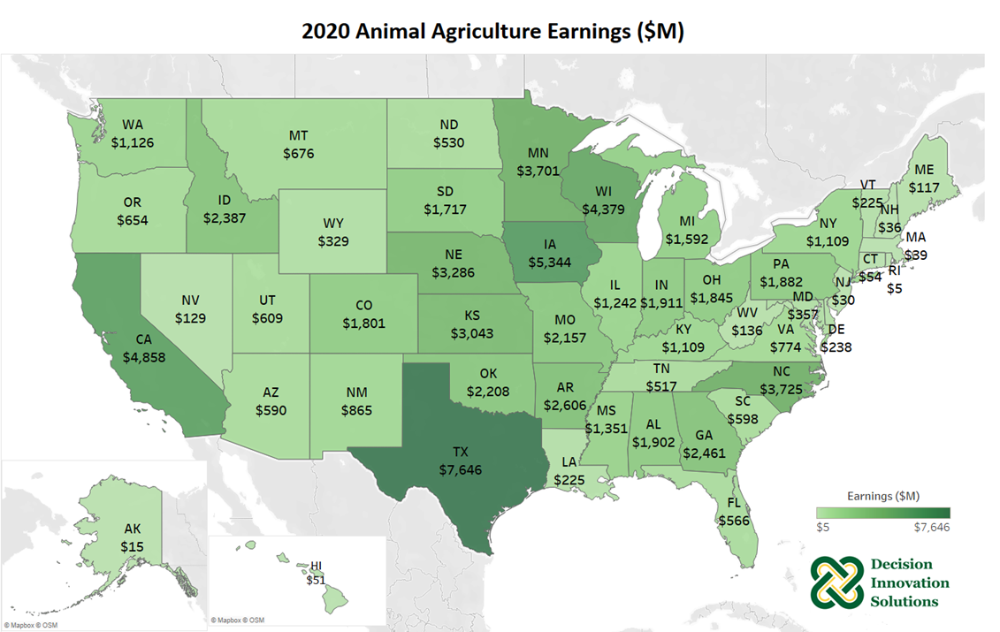 2020 Animal Agriculture Earnings ($M)
WA
$1,126
MT
$676
ND
$530
MN
$3,701
OR
$654
ID
$2,387
WY
$329
SD
$1,717
WI
$4,379
MI
$1,592
NY
$1,109
VT
$225
NH
$36
ME
$117
MA
$39
CT
$54
RI
$5
NV
$129
UT
$609
CO
$1,801
NE
$3,286
IA
$5,344
IL
$1,242
IN
$1,911
OH
$1,845
PA
$1,882
NJ
$30
MD
$357
DE
$238
WV
$136
VA
$774
CA
$4,858
KS
$3,043
MO
$2,157
KY
$1,109
AZ
$590
NM
$865
OK
$2,208
AR
$2,606
TN
$517
NC
$3,725
SC
$598
MS
$1,351
AL
$1,902
GA
$2,461
TX
$7,646
LA
$225
FL
$566
AK
$15
HI
$51
Earnings ($M)
$5 $7,646
Decision
Innovation
Solutions
© Mapbox © OSM
© Mapbox © OSM